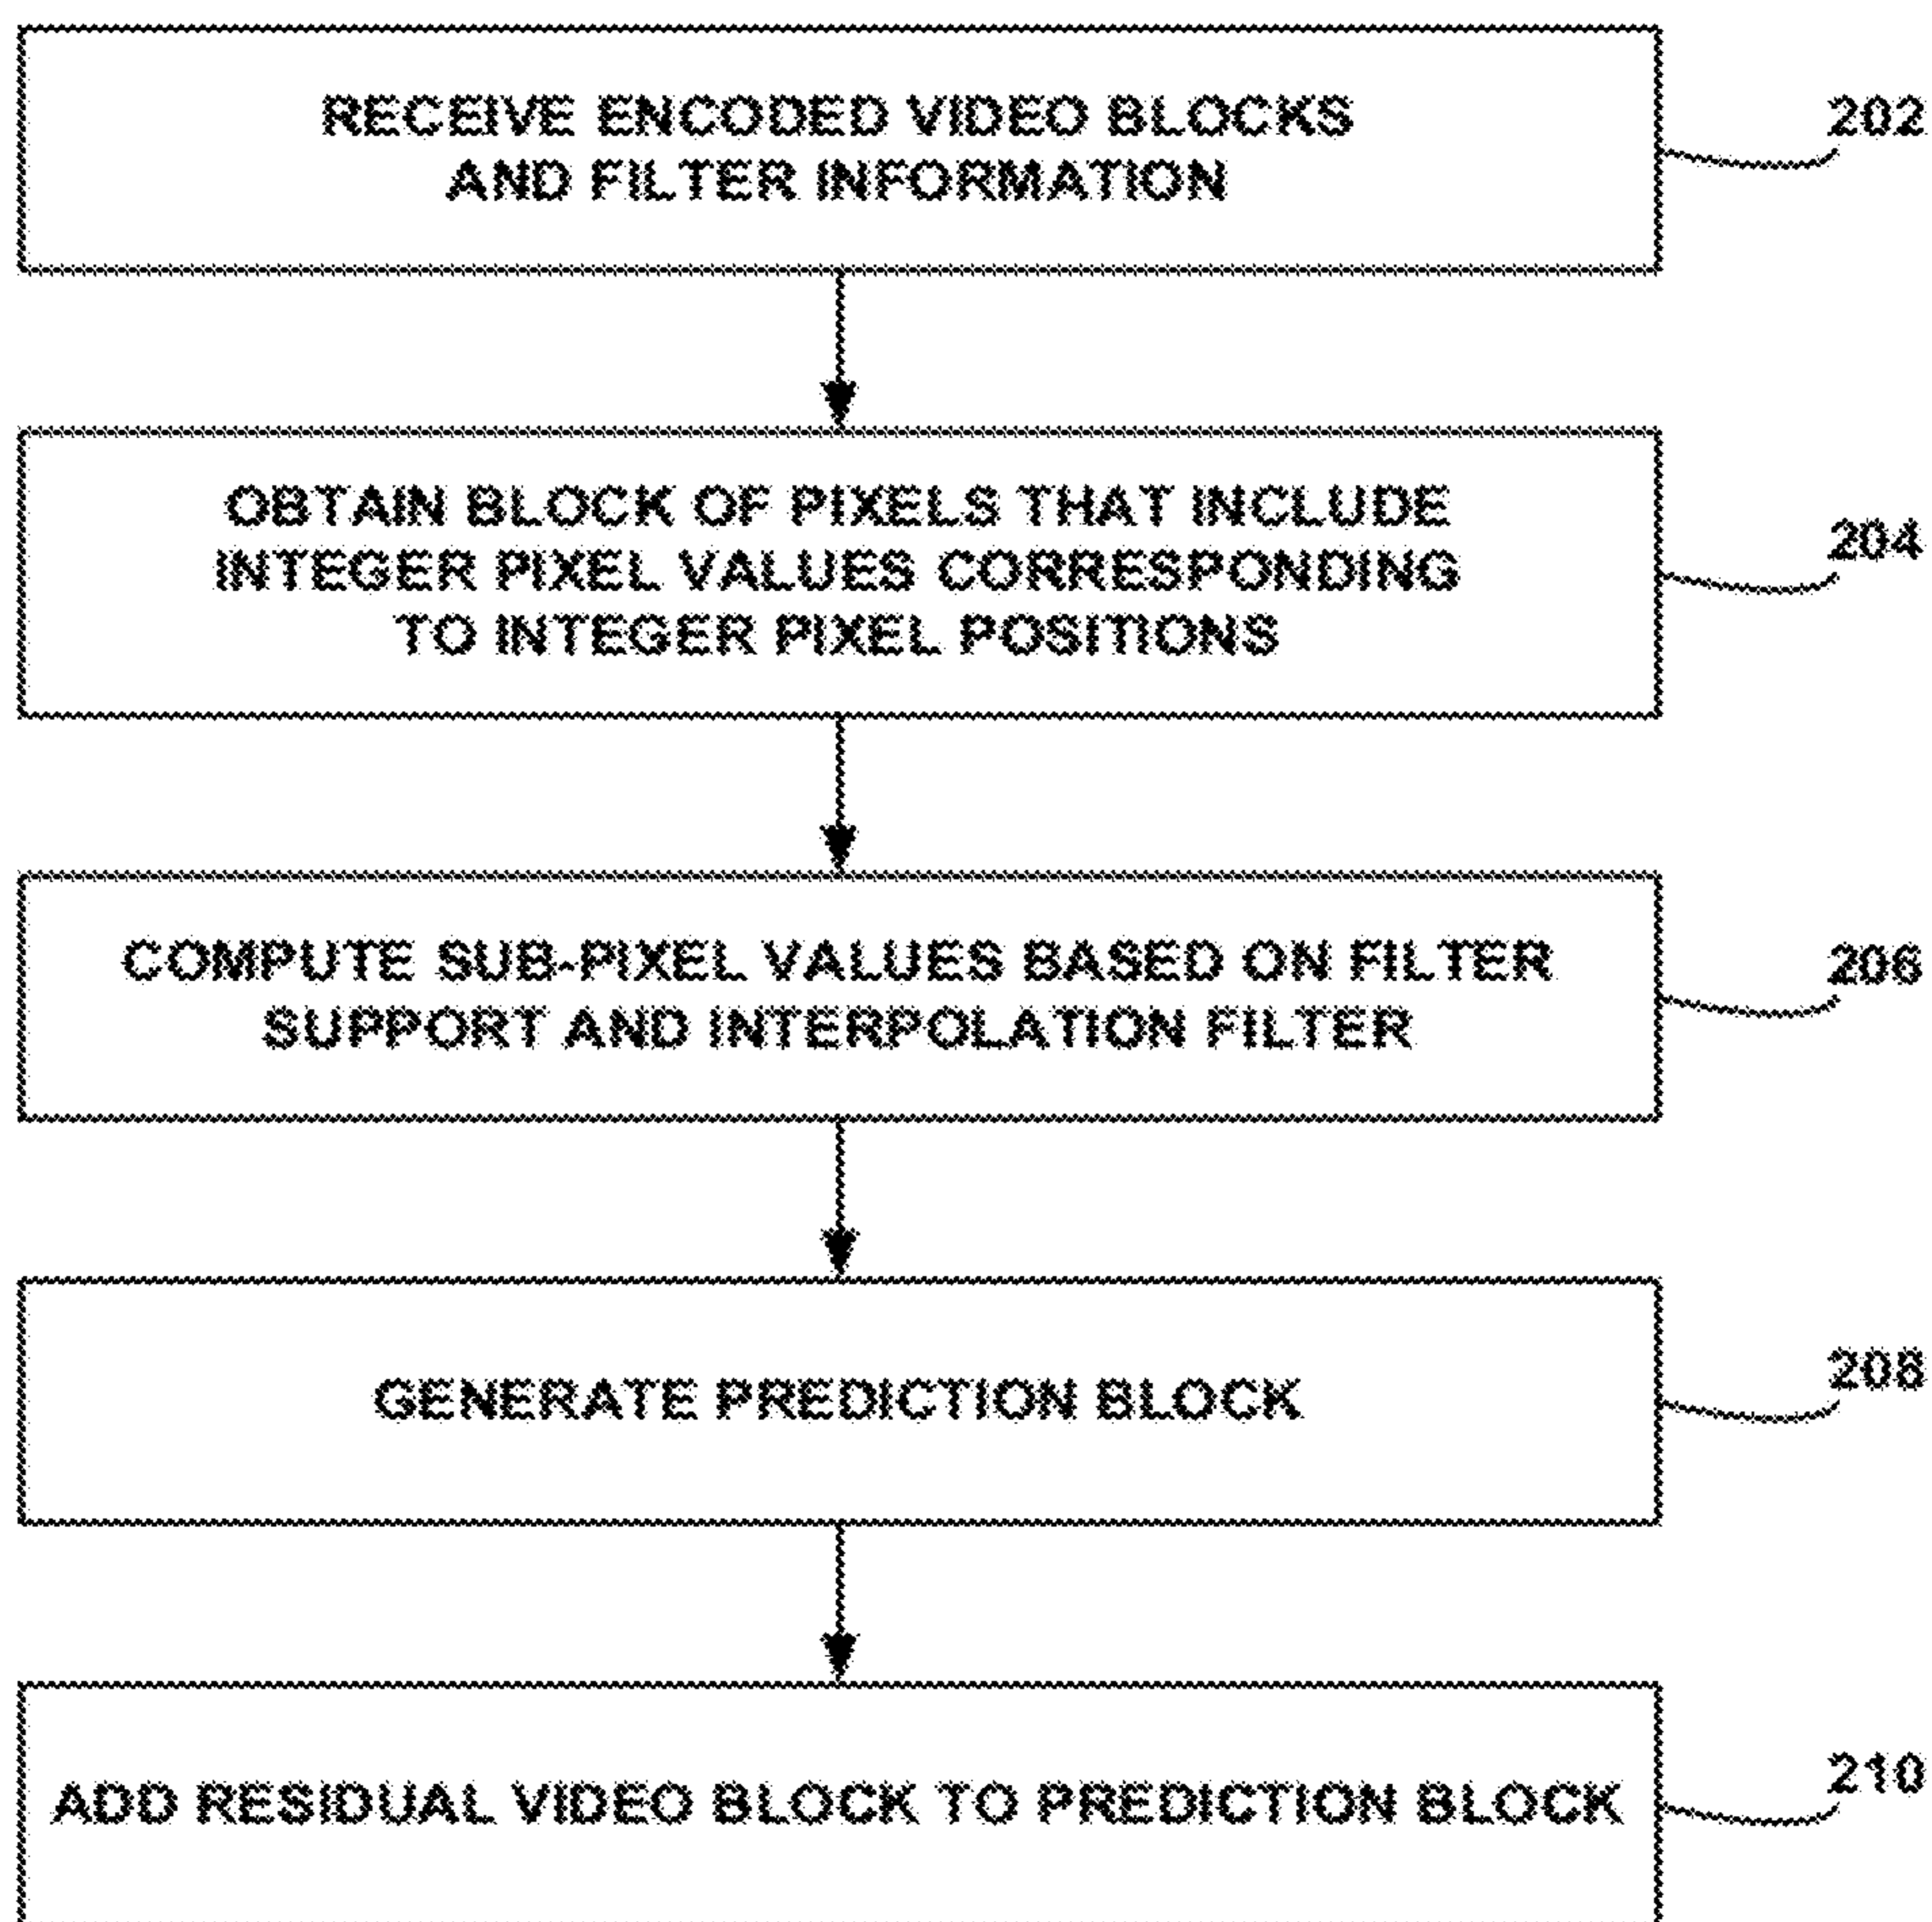 RECEIVE ENCODED VIDEO BLOCKS
AND FILTER INFORMATION
202
OBTAIN BLOCK OF PIXELS THAT INCLUDE
INTEGER PIXEL VALUES CORRESPONDING
TO INTEGER PIXEL POSITIONS
204
COMPUTE SUB-PIXEL VALUES BASED ON FILTER
SUPPORT AND INTERPOLATION FILTER
206
GENERATE PREDICTION BLOCK
208
ADD RESIDUAL VIDEO BLOCK TO PREDICTION BLOCK
210